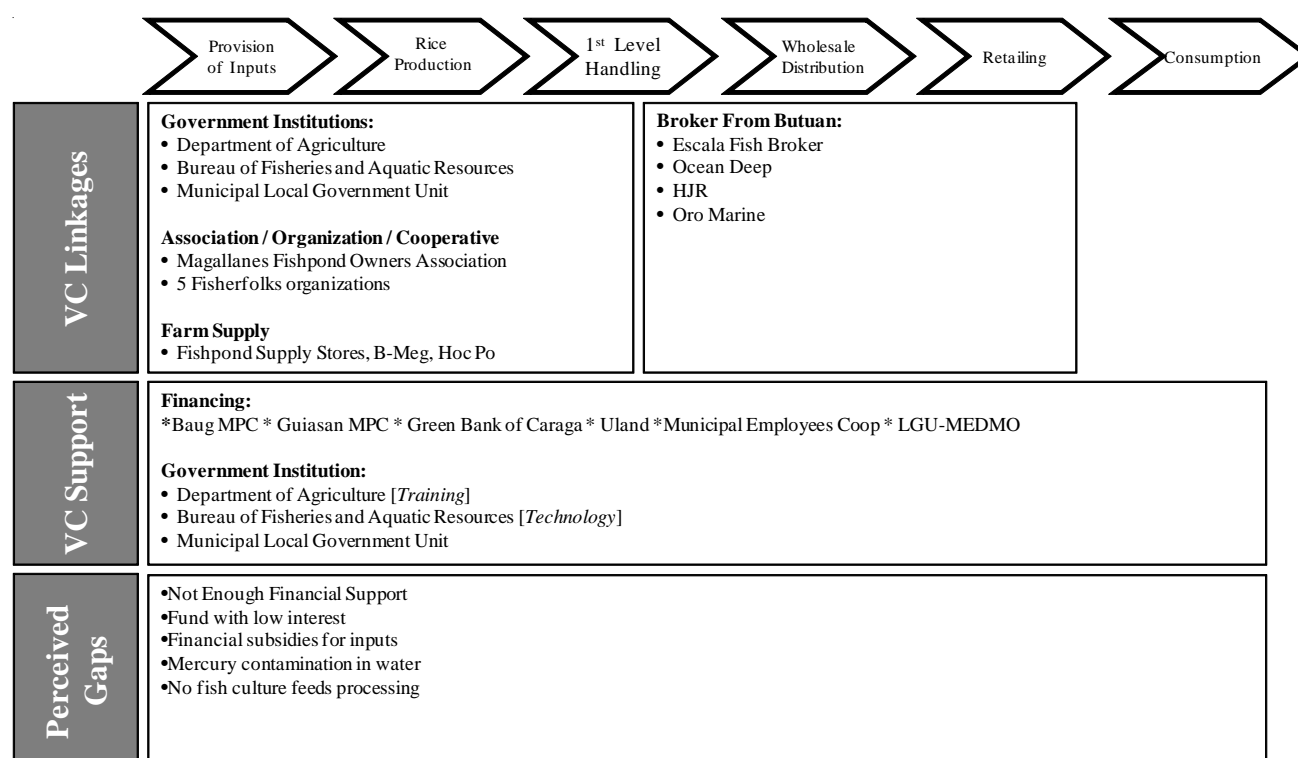 Provision
of Inputs
Rice
Production
1st Level
Handling
Wholesale
Distribution
Retailing
Consumption
VC Linkages
Government Institutions:
• Department of Agriculture
• Bureau of Fisheries and Aquatic Resources
• Municipal Local Government Unit
Association / Organization / Cooperative
• Magallanes Fishpond Owners Association
• 5 Fisherfolks organizations
Farm Supply
• Fishpond Supply Stores, B-Meg, Hoc Po
Broker From Butuan:
• Escala Fish Broker
• Ocean Deep
• HJR
• Oro Marine
VC Support
Financing:
*Baug MPC * Guiasan MPC * Green Bank of Caraga * Uland *Municipal Employees Coop * LGU-MEDMO
Government Institution:
• Department of Agriculture [Training]
• Bureau of Fisheries and Aquatic Resources [Technology]
• Municipal Local Government Unit
Perceived
Gaps
•Not Enough Financial Support
•Fund with low interest
•Financial subsidies for inputs
•Mercury contamination in water
•No fish culture feeds processing